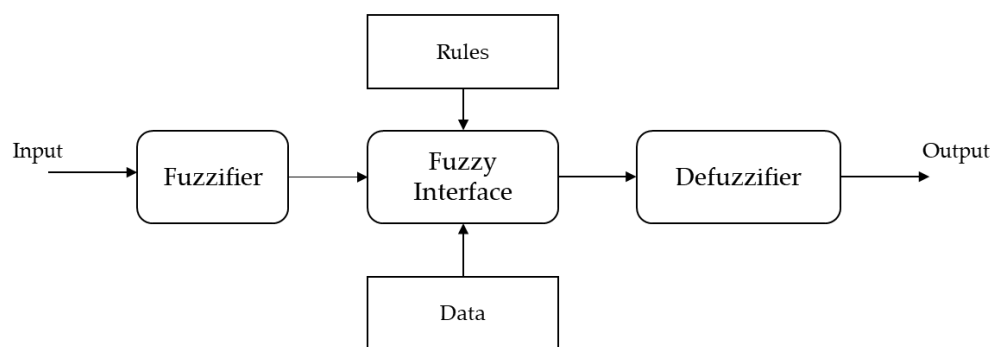 Rules
Input
Fuzzifier
Fuzzy
Interface
Defuzzifier
Output
Data